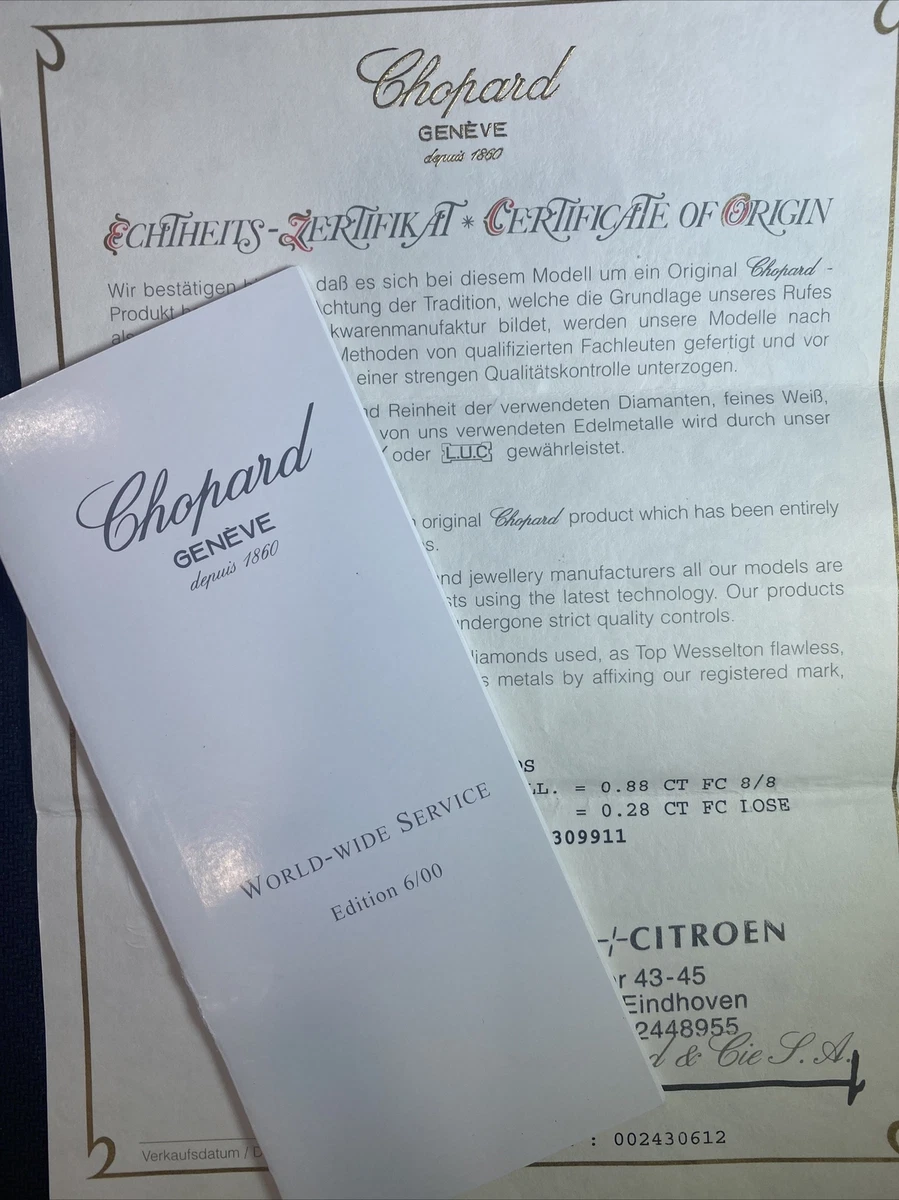 Chopard
GENÈVE
depuis 1860
ECHTHEITS-ZERTIFIKAT * CERTIFICATE OF ORIGIN
Wir bestätigen daß es sich bei diesem Modell um ein Original Chopard -
Produkt chtung der Tradition, welche die Grundlage unseres Rufes
kwarenmanufaktur bildet, werden unsere Modelle nach
Methoden von qualifizierten Fachleuten gefertigt und vor
einer strengen Qualitätskontrolle unterzogen.
d Reinheit der verwendeten Diamanten, feines Weiß,
von uns verwendeten Edelmetalle wird durch unser
oder L.U.C gewährleistet.
original Chopard product which has been entirely
s.
nd jewellery manufacturers all our models are
sts using the latest technology. Our products
undergone strict quality controls.
diamonds used, as Top Wesselton flawless,
s metals by affixing our registered mark,
DS
LL. = 0.88 CT FC 8/8
= 0.28 CT FC LOSE
309911
CITROEN
r 43-45
Eindhoven
2448955
d & Cie S.A.
Verkaufsdatum / D
: 002430612
Chopard
GENÈVE
depuis 1860
WORLD-WIDE SERVICE
Edition 6/00